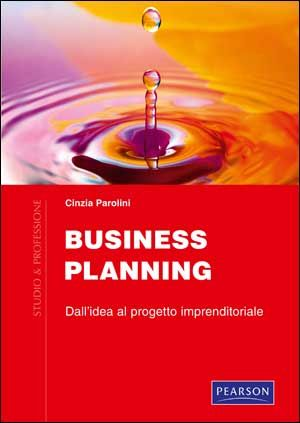 Cinzia Parolini
BUSINESS
PLANNING
Dall'idea al progetto imprenditoriale
STUDIO & PROFESSIONE
PEARSON